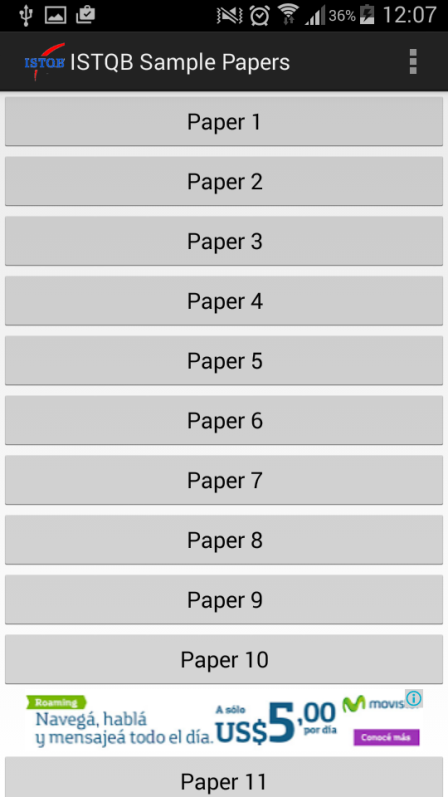 36% 12:07
ISTQB ISTQB Sample Papers
Paper 1
Paper 2
Paper 3
Paper 4
Paper 5
Paper 6
Paper 7
Paper 8
Paper 9
Paper 10
Roaming
Navegá, hablá
y mensajeá todo el día.
A sólo
US$5,00
por día
movis
Conocé más
Paper 11